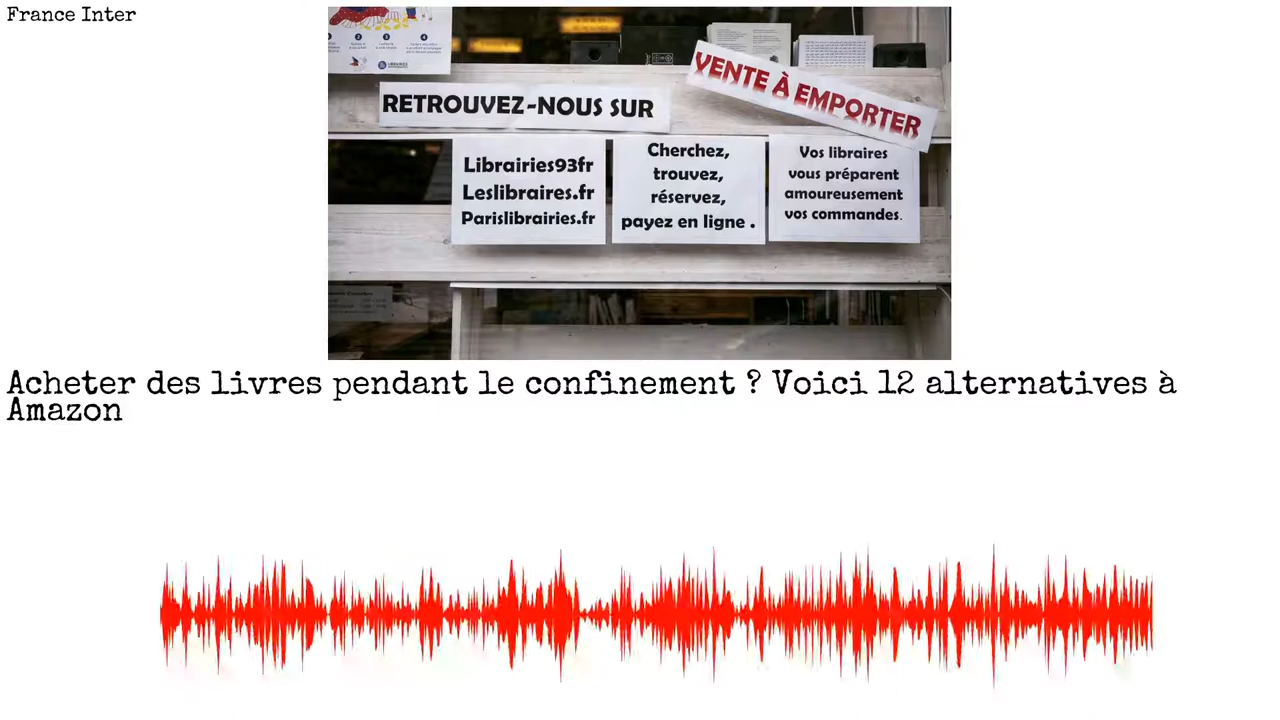 France Inter
VENTE À EMPORTER
RETROUVEZ-NOUS SUR
Librairies93fr
Leslibraires.fr
Parislibrairies.fr
Cherchez,
trouvez,
réservez,
payez en ligne .
Vos libraires
vous préparent
amoureusement
vos commandes.
Acheter des livres pendant le confinement ? Voici 12 alternatives à
Amazon